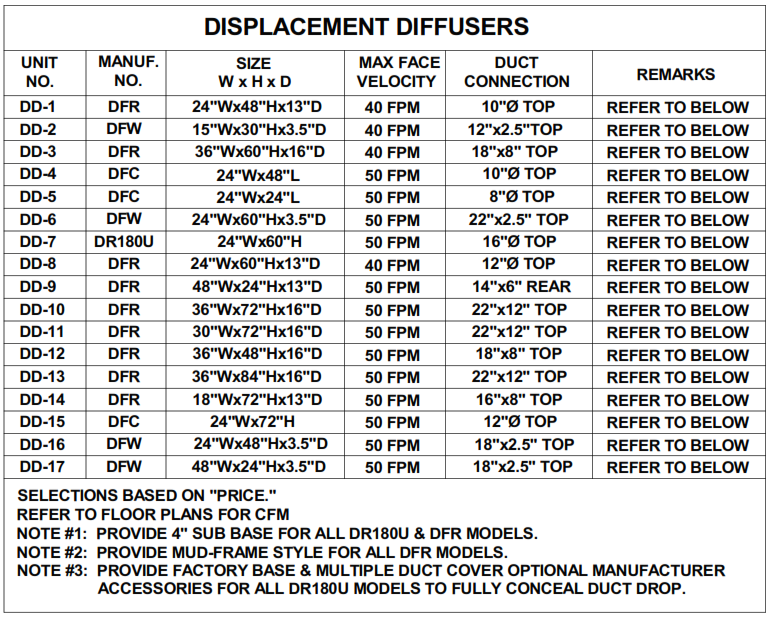 DISPLACEMENT DIFFUSERS
UNIT NO. MANUF. NO. SIZE W x H x D MAX FACE VELOCITY DUCT CONNECTION REMARKS
DD-1 DFR 24"Wx48"Hx13"D 40 FPM 10"Ø TOP REFER TO BELOW
DD-2 DFW 15"Wx30"Hx3.5"D 40 FPM 12"x2.5"TOP REFER TO BELOW
DD-3 DFR 36"Wx60"Hx16"D 40 FPM 18"x8" TOP REFER TO BELOW
DD-4 DFC 24"Wx48"L 50 FPM 10"Ø TOP REFER TO BELOW
DD-5 DFC 24"Wx24"L 50 FPM 8"Ø TOP REFER TO BELOW
DD-6 DFW 24"Wx60"Hx3.5"D 50 FPM 22"x2.5" TOP REFER TO BELOW
DD-7 DR180U 24"Wx60"H 50 FPM 16"Ø TOP REFER TO BELOW
DD-8 DFR 24"Wx60"Hx13"D 40 FPM 12"Ø TOP REFER TO BELOW
DD-9 DFR 48"Wx24"Hx13"D 50 FPM 14"x6" REAR REFER TO BELOW
DD-10 DFR 36"Wx72"Hx16"D 50 FPM 22"x12" TOP REFER TO BELOW
DD-11 DFR 30"Wx72"Hx16"D 50 FPM 22"x12" TOP REFER TO BELOW
DD-12 DFR 36"Wx48"Hx16"D 50 FPM 18"x8" TOP REFER TO BELOW
DD-13 DFR 36"Wx84"Hx16"D 50 FPM 22"x12" TOP REFER TO BELOW
DD-14 DFR 18"Wx72"Hx13"D 50 FPM 16"x8" TOP REFER TO BELOW
DD-15 DFC 24"Wx72"H 50 FPM 12"Ø TOP REFER TO BELOW
DD-16 DFW 24"Wx48"Hx3.5"D 50 FPM 18"x2.5" TOP REFER TO BELOW
DD-17 DFW 48"Wx24"Hx3.5"D 50 FPM 18"x2.5" TOP REFER TO BELOW
SELECTIONS BASED ON "PRICE."
REFER TO FLOOR PLANS FOR CFM
NOTE #1: PROVIDE 4" SUB BASE FOR ALL DR180U & DFR MODELS.
NOTE #2: PROVIDE MUD-FRAME STYLE FOR ALL DFR MODELS.
NOTE #3: PROVIDE FACTORY BASE & MULTIPLE DUCT COVER OPTIONAL MANUFACTURER
ACCESSORIES FOR ALL DR180U MODELS TO FULLY CONCEAL DUCT DROP.